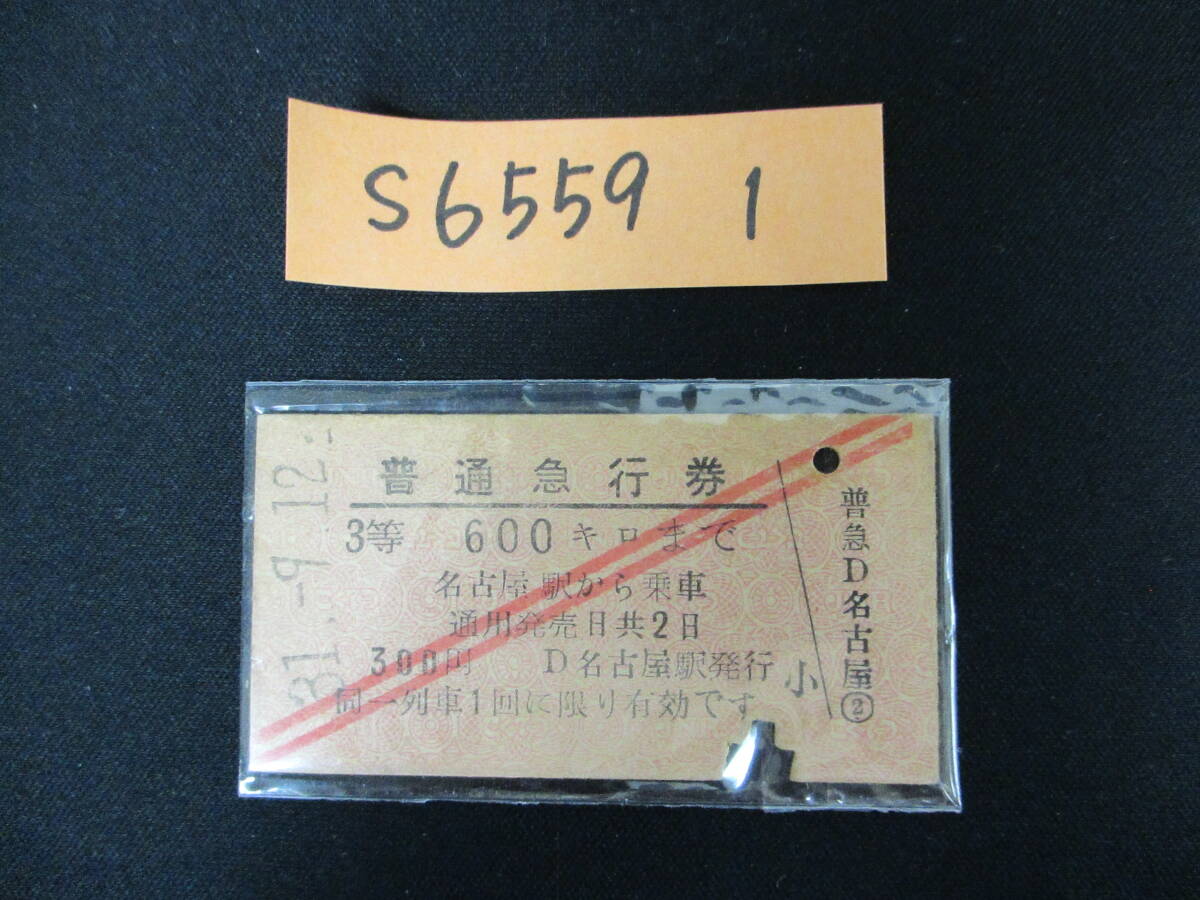 S6559 1
31.-9.12
普通急行券
3等 600キロまで
名古屋駅から乗車
通用発売日共2日
300円 D名古屋駅発行
同一列車1回に限り有効です
小
普急D名古屋②